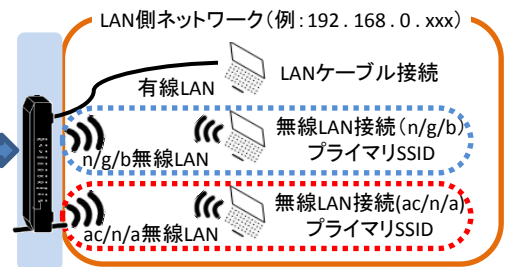 LAN側ネットワーク(例:192.168.0.xxx)
LANケーブル接続
有線LAN
無線LAN接続(n/g/b)
プライマリSSID
n/g/b無線LAN
無線LAN接続(ac/n/a)
プライマリSSID
ac/n/a無線LAN